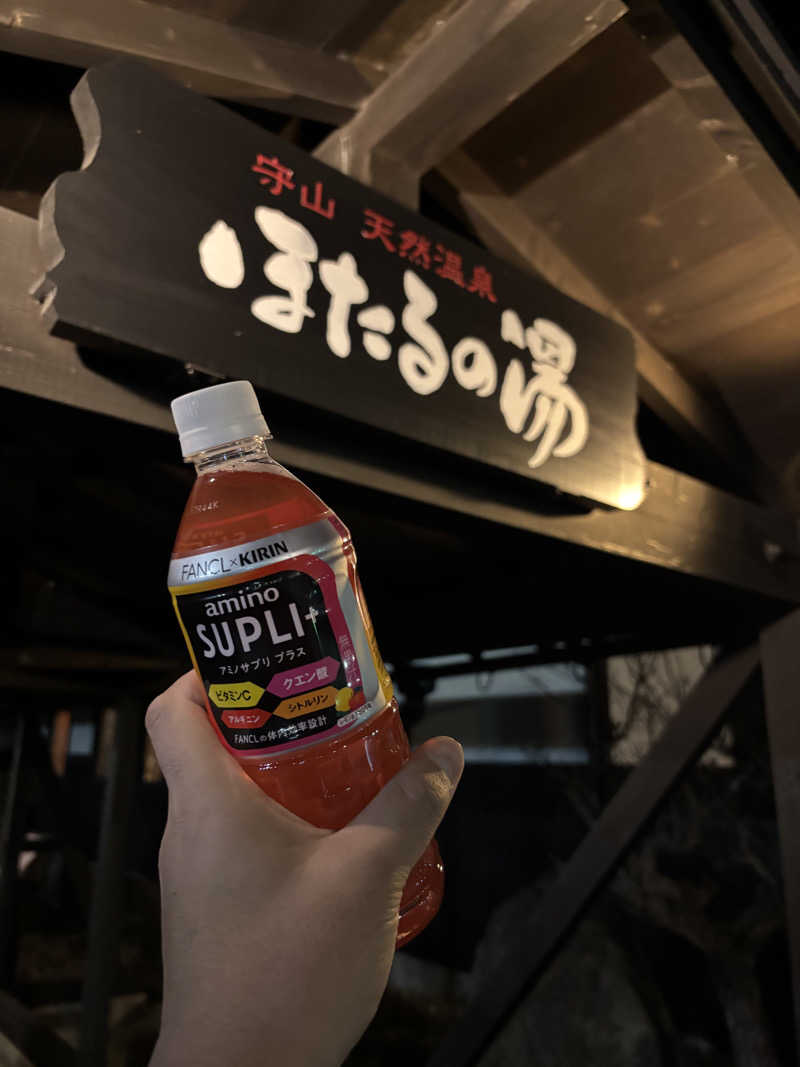 守山 天然温泉
ほたるの湯
FANCL×KIRIN
amino
SUPLI+
アミノサプリ プラス
ビタミンC
クエン酸
アルギニン
シトルリン
FANCLの体内効率設計